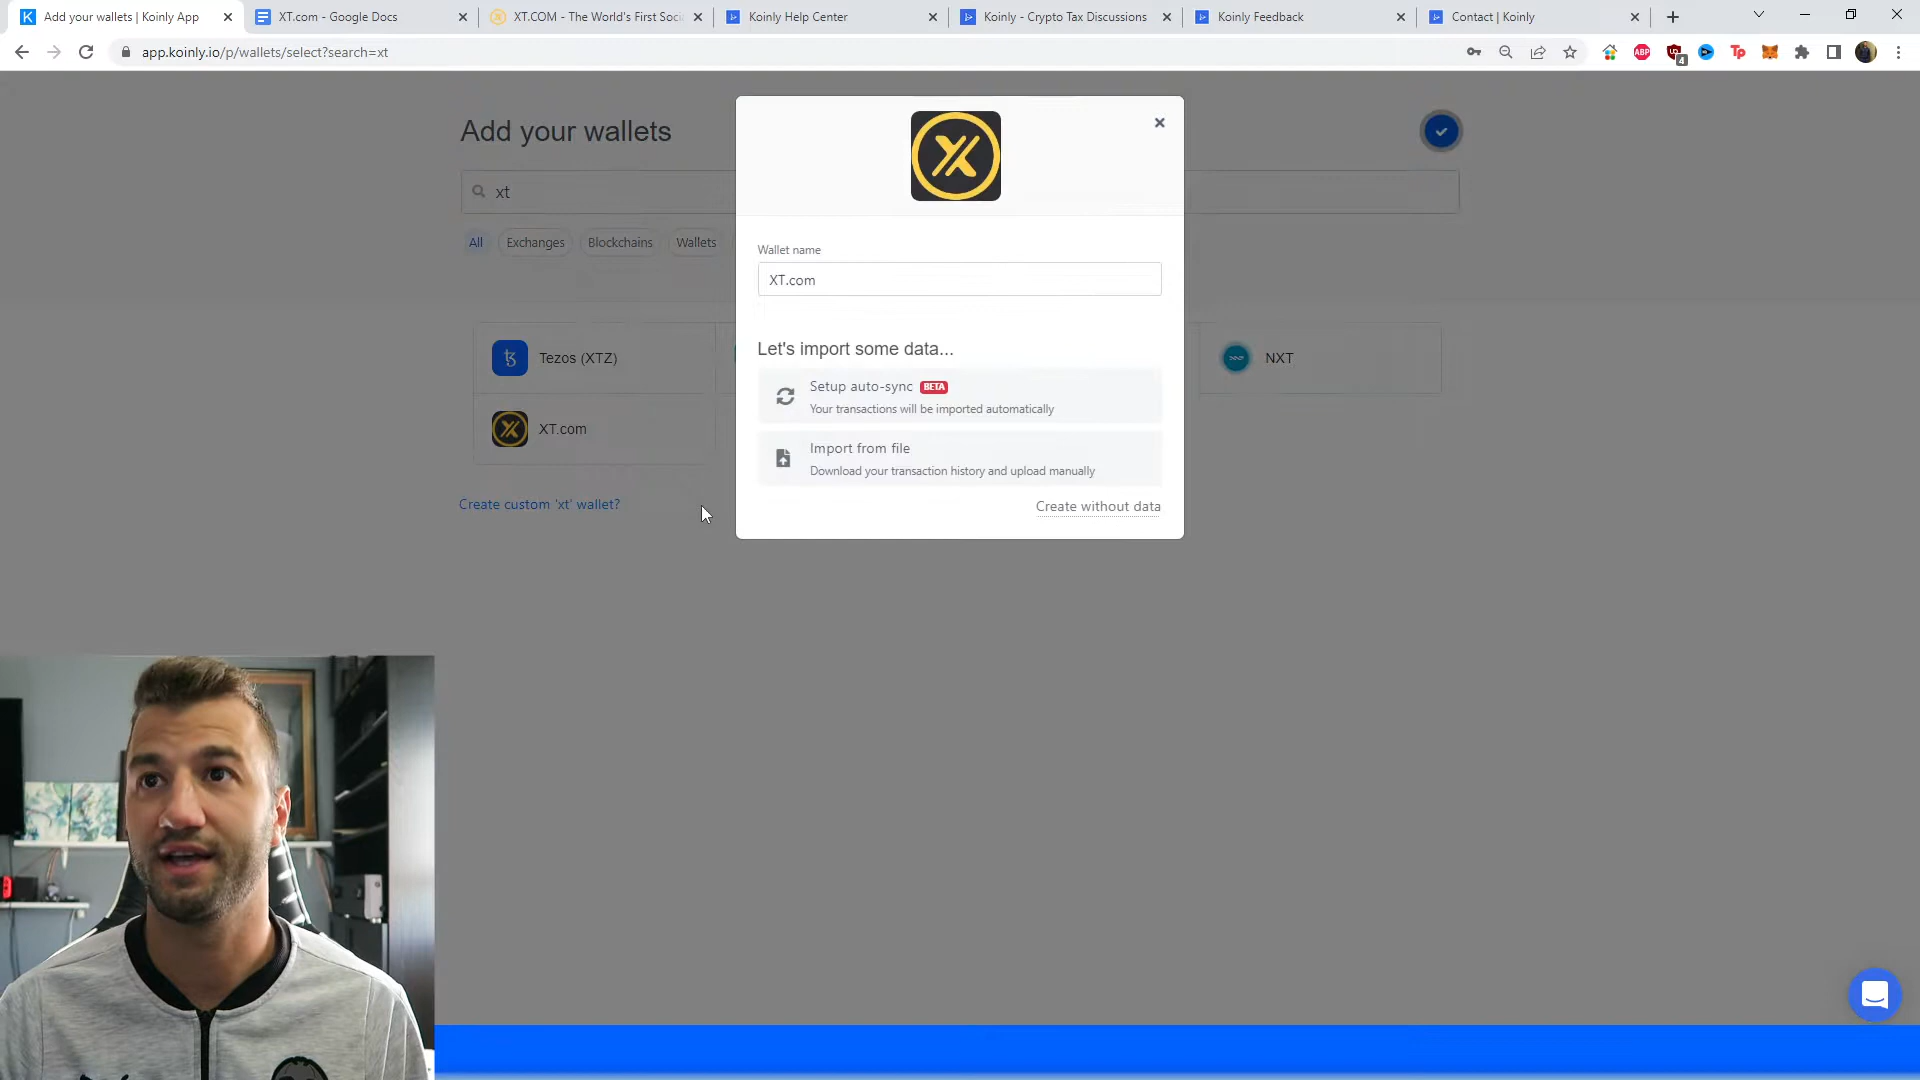 Add your wallets | Koinly App
XT.com - Google Docs
XT.COM - The World's First Soci
Koinly Help Center
Koinly - Crypto Tax Discussions
Koinly Feedback
Contact | Koinly
app.koinly.io/p/wallets/select?search=xt
ABP
4
Tp
Add your wallets
xt
All
Exchanges
Blockchains
Wallets
Wallet name
XT.com
Let's import some data...
Setup auto-sync BETA
Your transactions will be imported automatically
Import from file
Download your transaction history and upload manually
Create without data
Tezos (XTZ)
NXT
XT.com
Create custom 'xt' wallet?